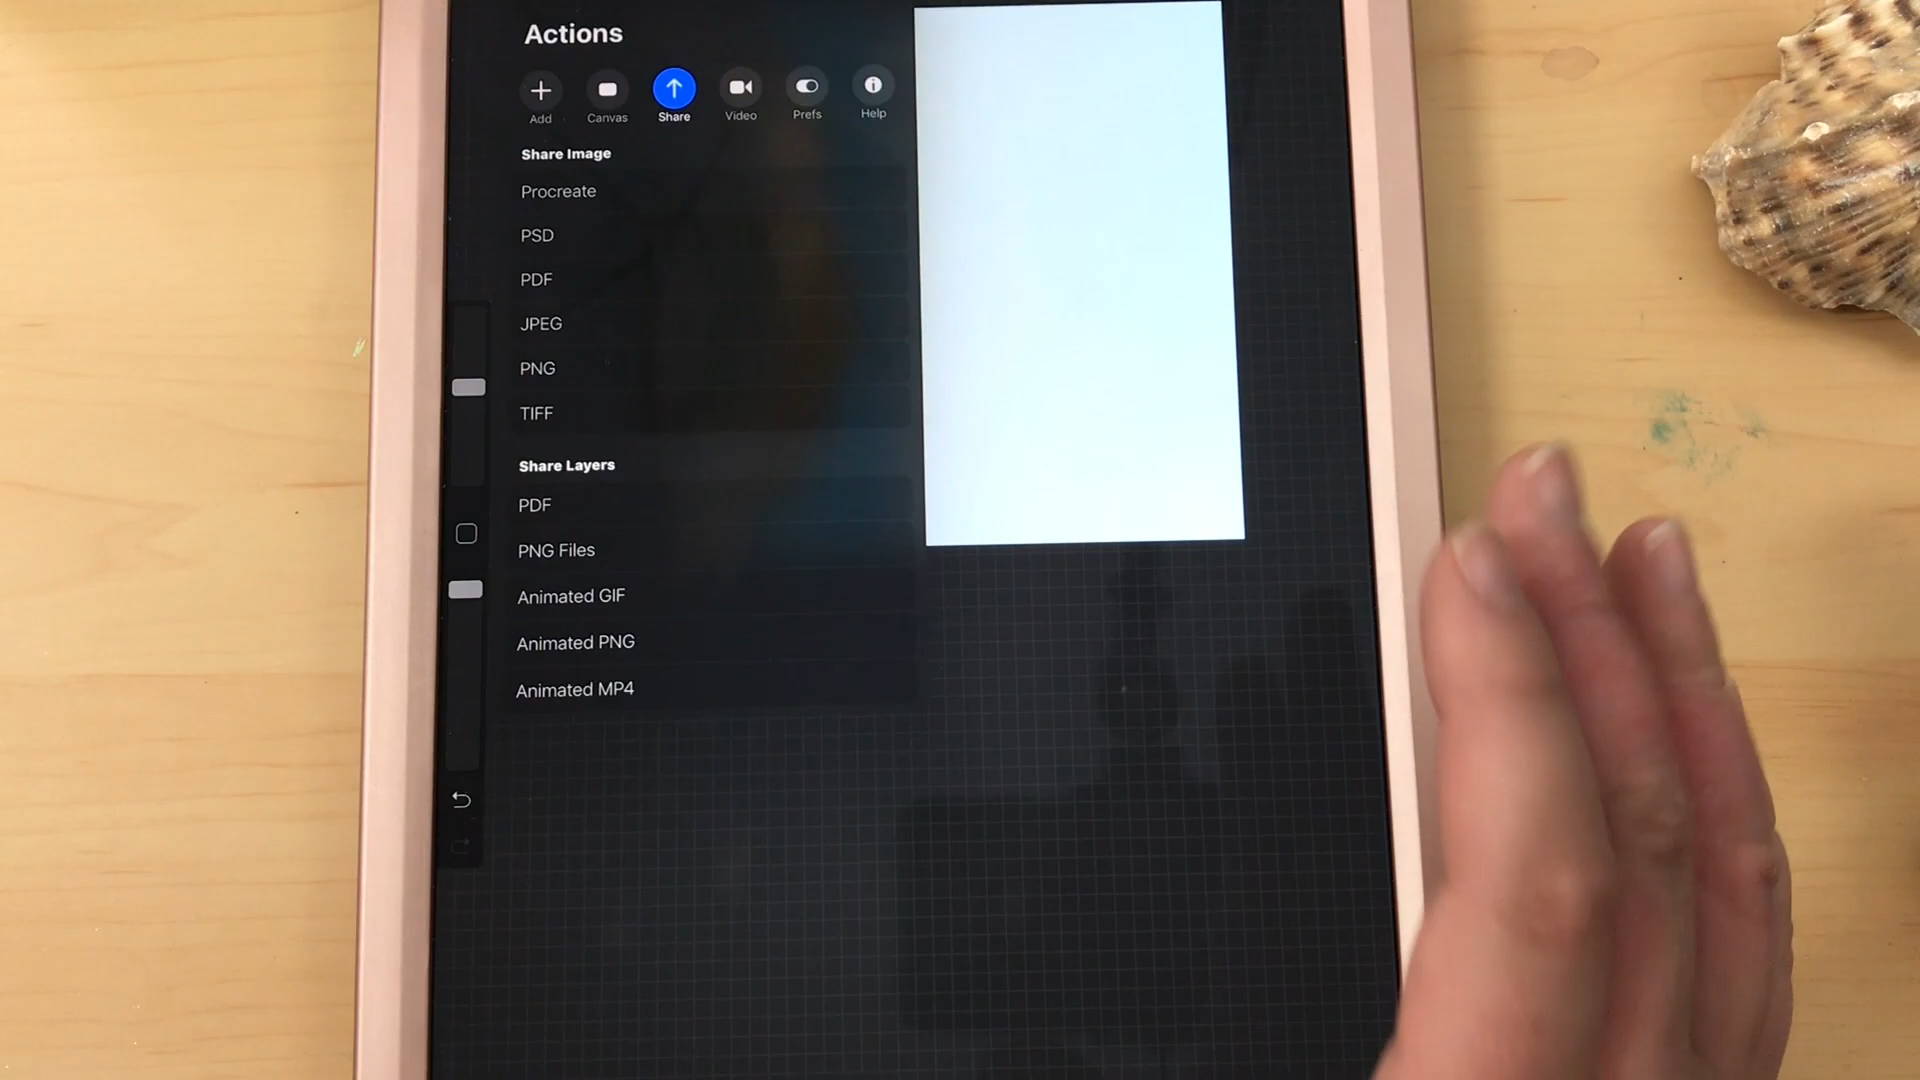 Actions
Add Canvas Share Video Prefs Help
Share Image
Procreate
PSD
PDF
JPEG
PNG
TIFF
Share Layers
PDF
PNG Files
Animated GIF
Animated PNG
Animated MP4